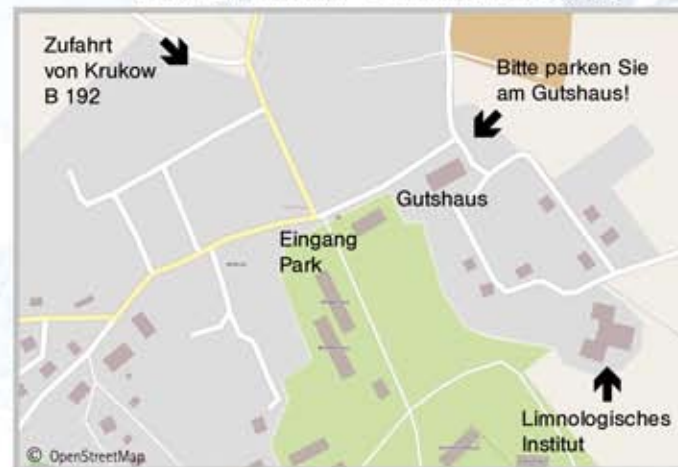 Zufahrt
von Krukow
B 192
Bitte parken Sie
am Gutshaus!
Gutshaus
Eingang
Park
Limnologisches
Institut
© OpenStreetMap